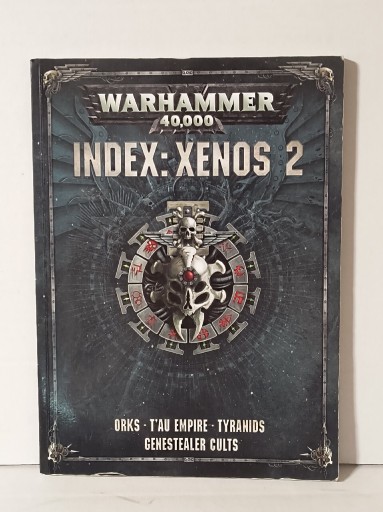 WARHAMMER
40,000
INDEX: XENOS 2
ORKS · T'AU EMPIRE · TYRANIDS
GENESTEALER CULTS